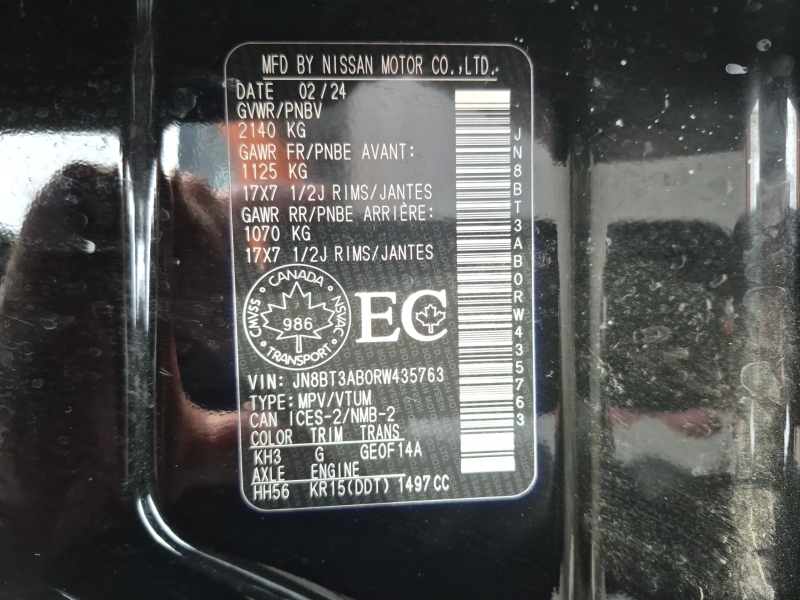 MFD BY NISSAN MOTOR CO.,LTD.
DATE 02/24
GVWR/PNBV
2140 KG
GAWR FR/PNBE AVANT:
1125 KG
17X7 1/2J RIMS/JANTES
GAWR RR/PNBE ARRIÈRE:
1070 KG
17X7 1/2J RIMS/JANTES
CANADA
CMVSS 986 NSVAC
TRANSPORT
EC
VIN: JN8BT3AB0RW435763
TYPE: MPV/VTUM
CAN ICES-2/NMB-2
COLOR TRIM TRANS
KH3 G GE0F14A
AXLE ENGINE
HH56 KR15(DDT) 1497CC
JN8BT3AB0RW435763